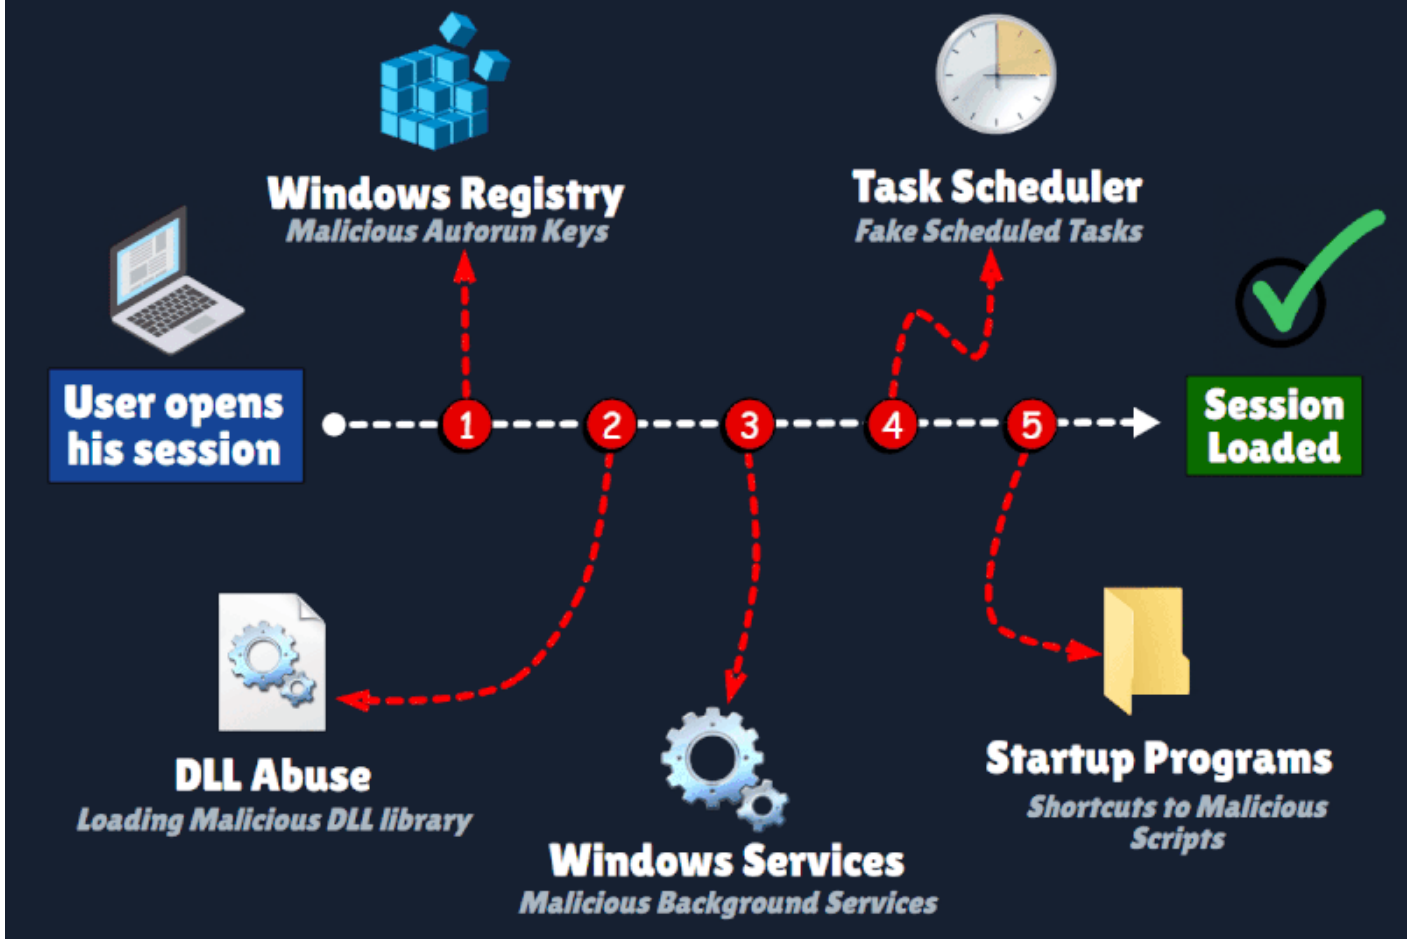 Windows Registry
Malicious Autorun Keys
Task Scheduler
Fake Scheduled Tasks
User opens
his session
1
2
3
4
5
Session
Loaded
DLL Abuse
Loading Malicious DLL library
Windows Services
Malicious Background Services
Startup Programs
Shortcuts to Malicious
Scripts